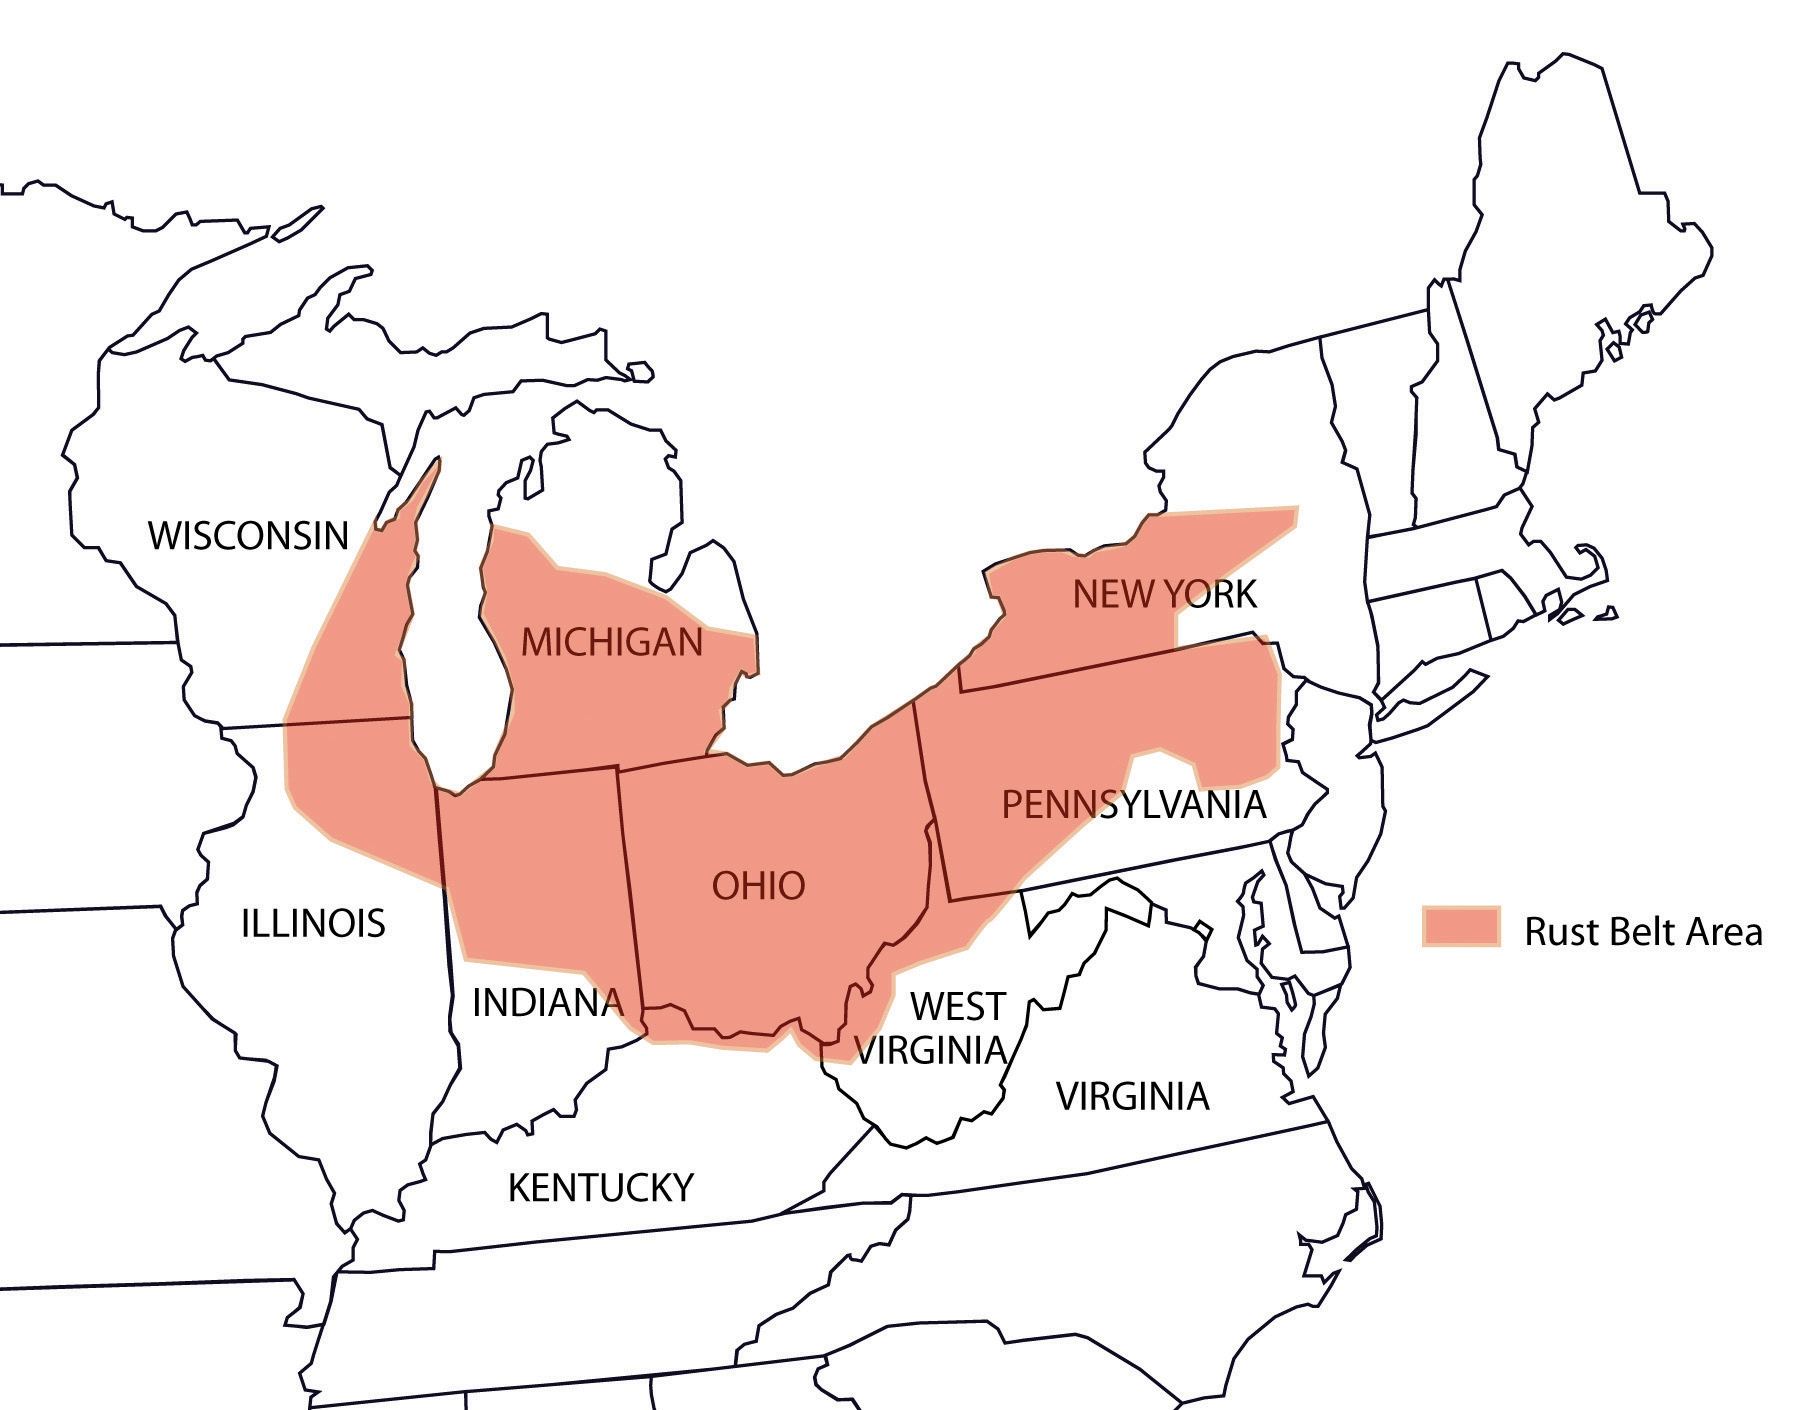 WISCONSIN
NEW YORK
MICHIGAN
PENNSYLVANIA
OHIO
ILLINOIS
Rust Belt Area
INDIANA
WEST
VIRGINIA
VIRGINIA
KENTUCKY